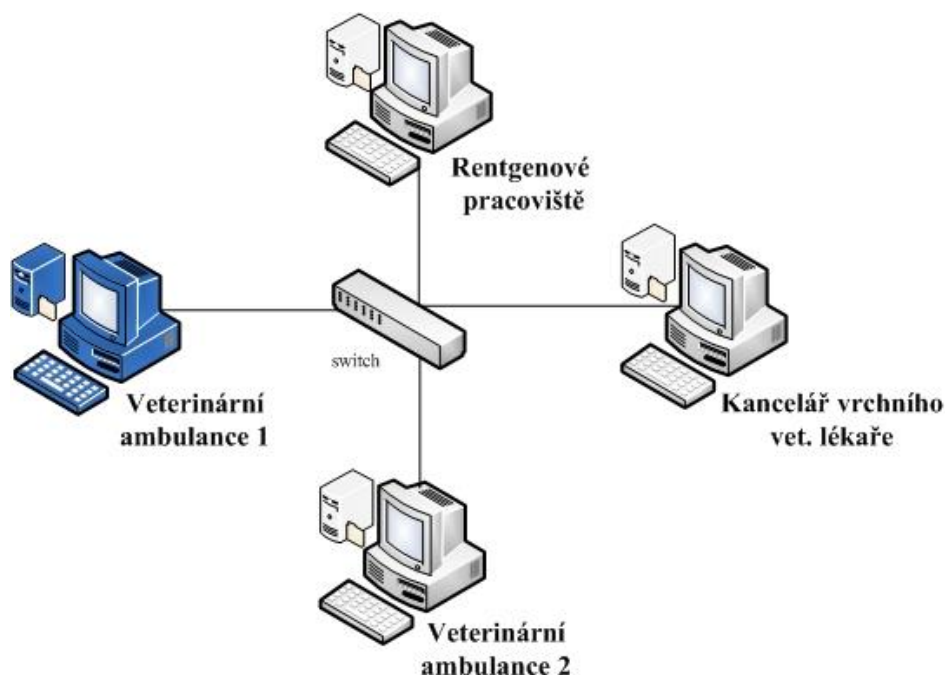 Rentgenové
pracoviště
switch
Veterinární
ambulance 1
Kancelář vrchního
vet. lékaře
Veterinární
ambulance 2